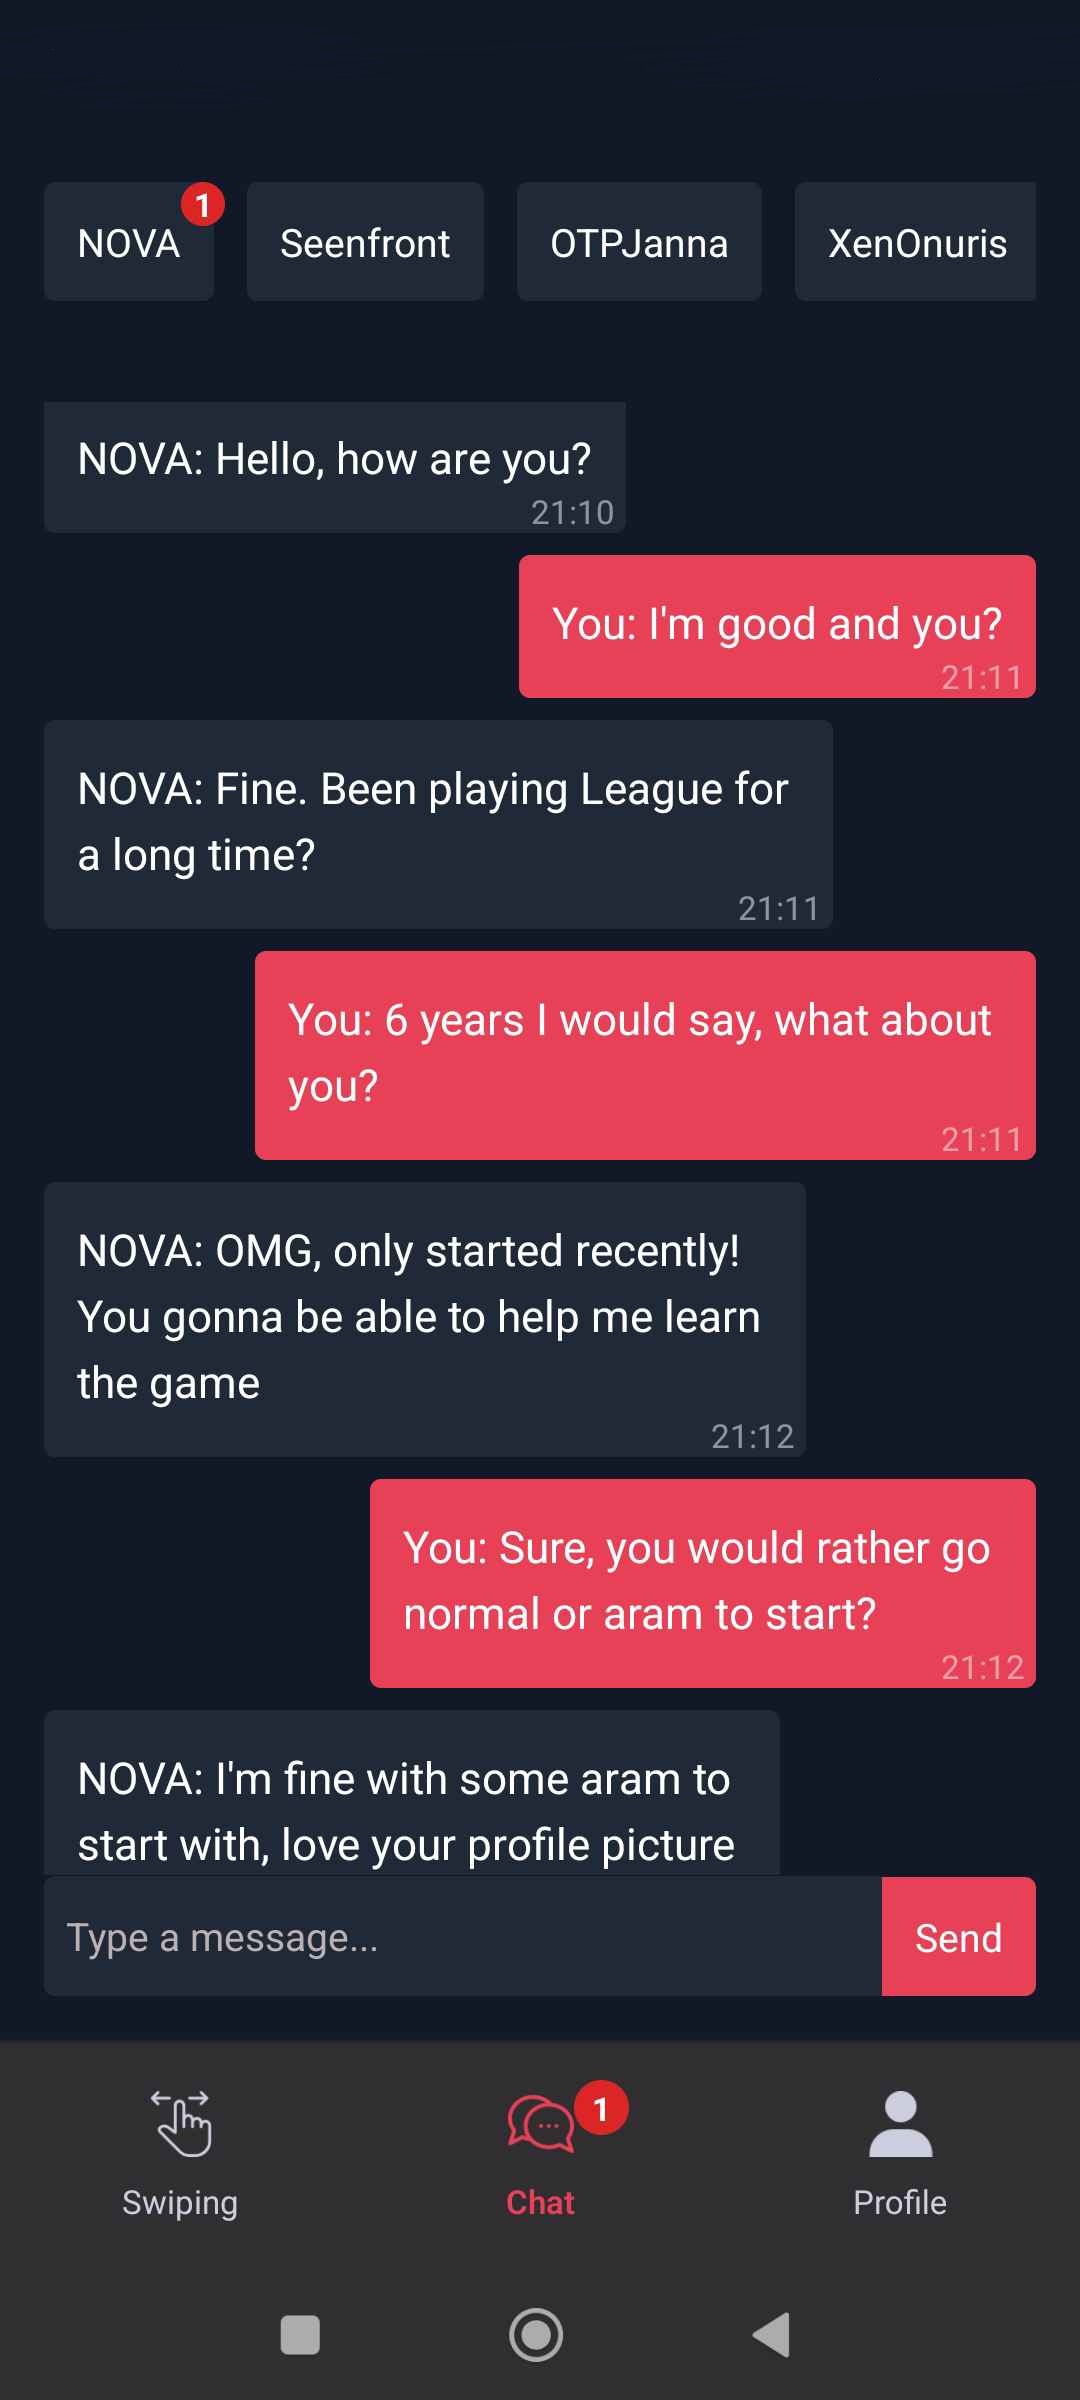 NOVA
1
Seenfront
OTPJanna
XenOnuris
NOVA: Hello, how are you?
21:10
You: I'm good and you?
21:11
NOVA: Fine. Been playing League for
a long time?
21:11
You: 6 years I would say, what about
you?
21:11
NOVA: OMG, only started recently!
You gonna be able to help me learn
the game
21:12
You: Sure, you would rather go
normal or aram to start?
21:12
NOVA: I'm fine with some aram to
start with, love your profile picture
Type a message...
Send
Swiping
1
Chat
Profile